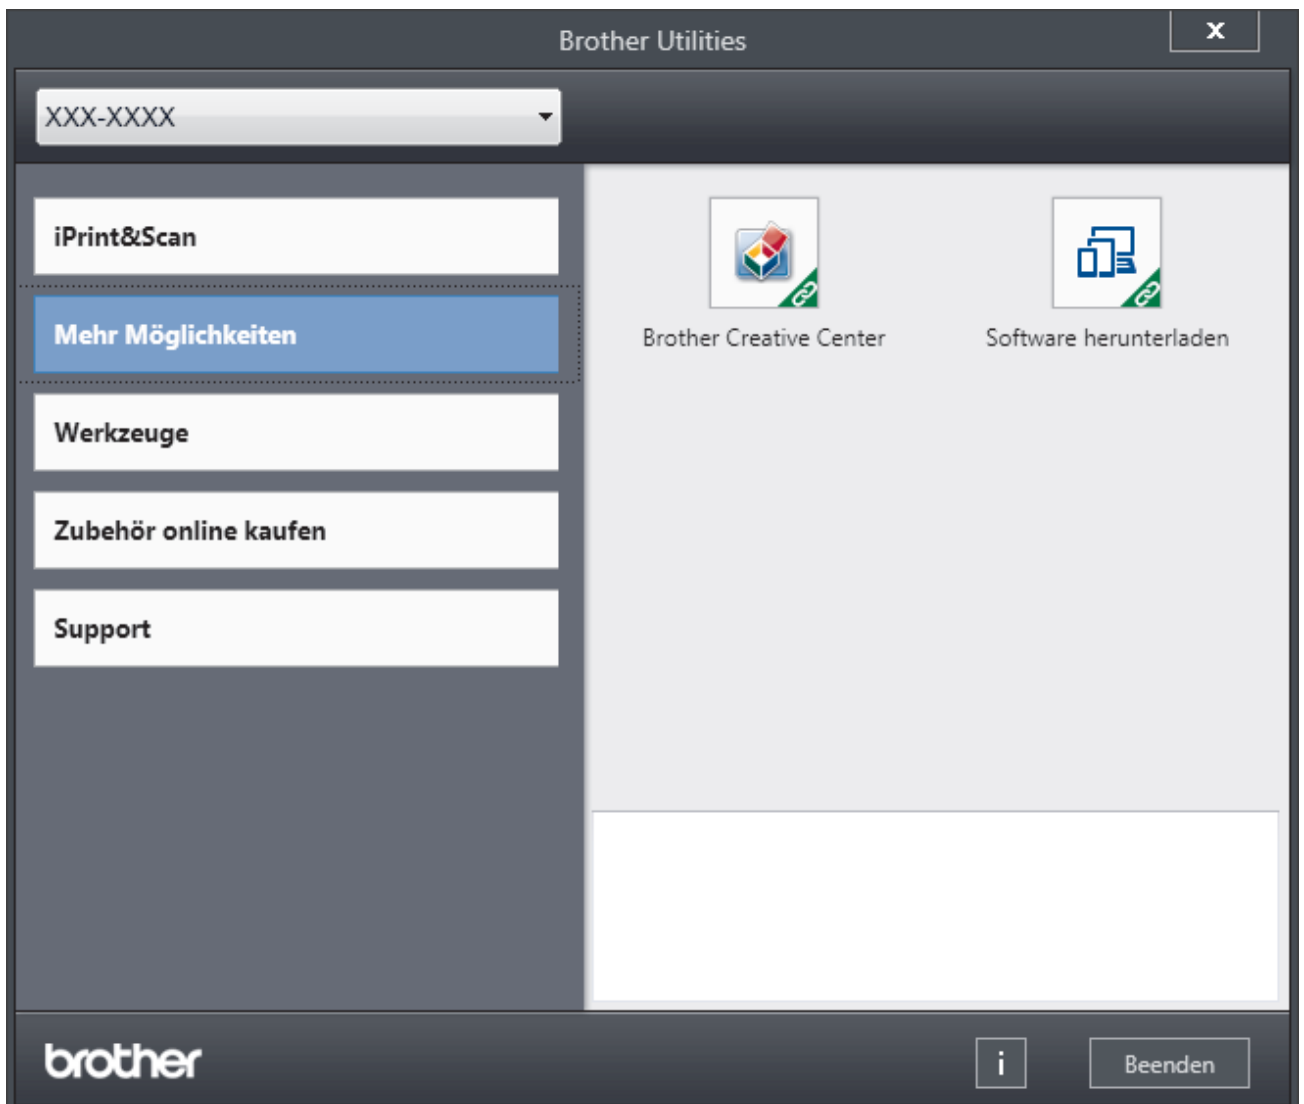 Brother Utilities
X
XXX-XXXX
iPrint&Scan
Mehr Möglichkeiten
Werkzeuge
Zubehör online kaufen
Support
Brother Creative Center
Software herunterladen
brother
i
Beenden